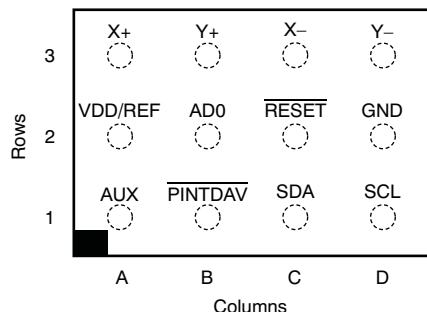 X+ Y+ X– Y–
3
VDD/REF AD0 RESET GND
2
AUX PINTDAV SDA SCL
1
Rows
A B C D
Columns